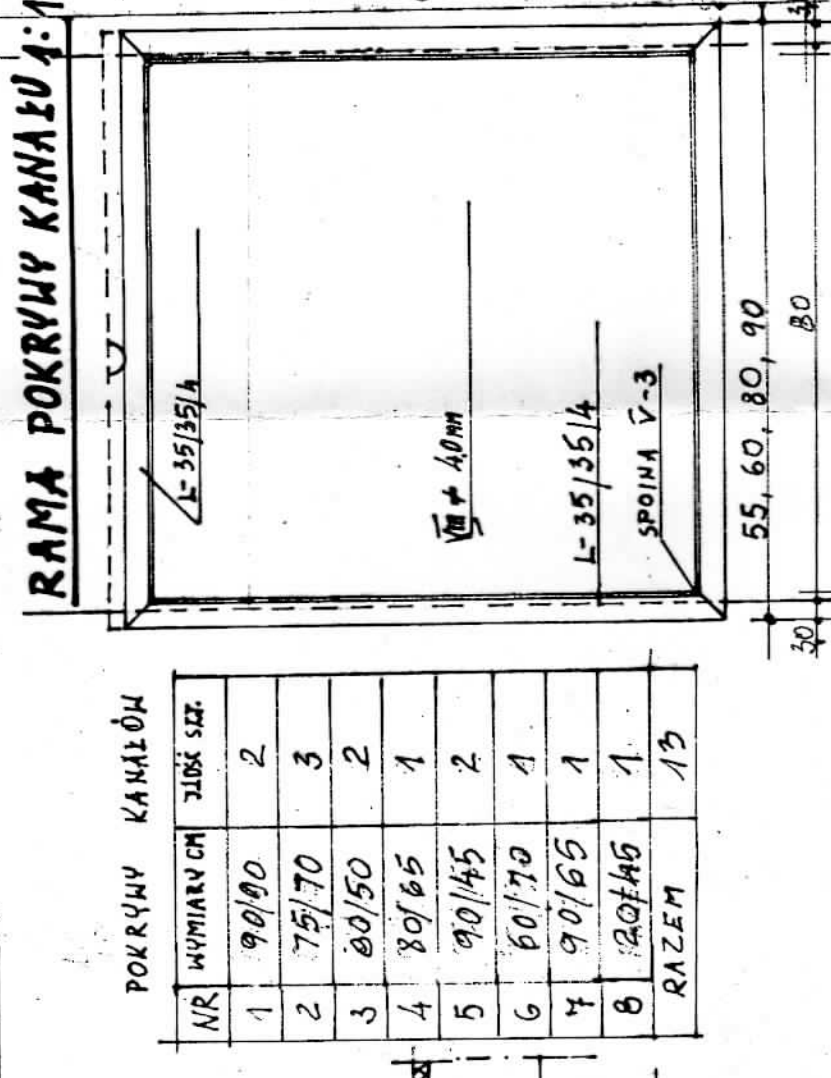 RAMA POKRYWY KANAŁU 1:1
L-35/35/4
4,0MM
L-35/35/4
SPOINA V-3
55, 60, 80, 90
30 80 3
POKRYWY KANAŁÓW
NR WYMIARY CM ILOŚĆ SZT.
1 90/90 2
2 75/70 3
3 80/50 2
4 80/65 1
5 90/45 2
6 60/70 1
7 90/65 1
8 1
RAZEM 13